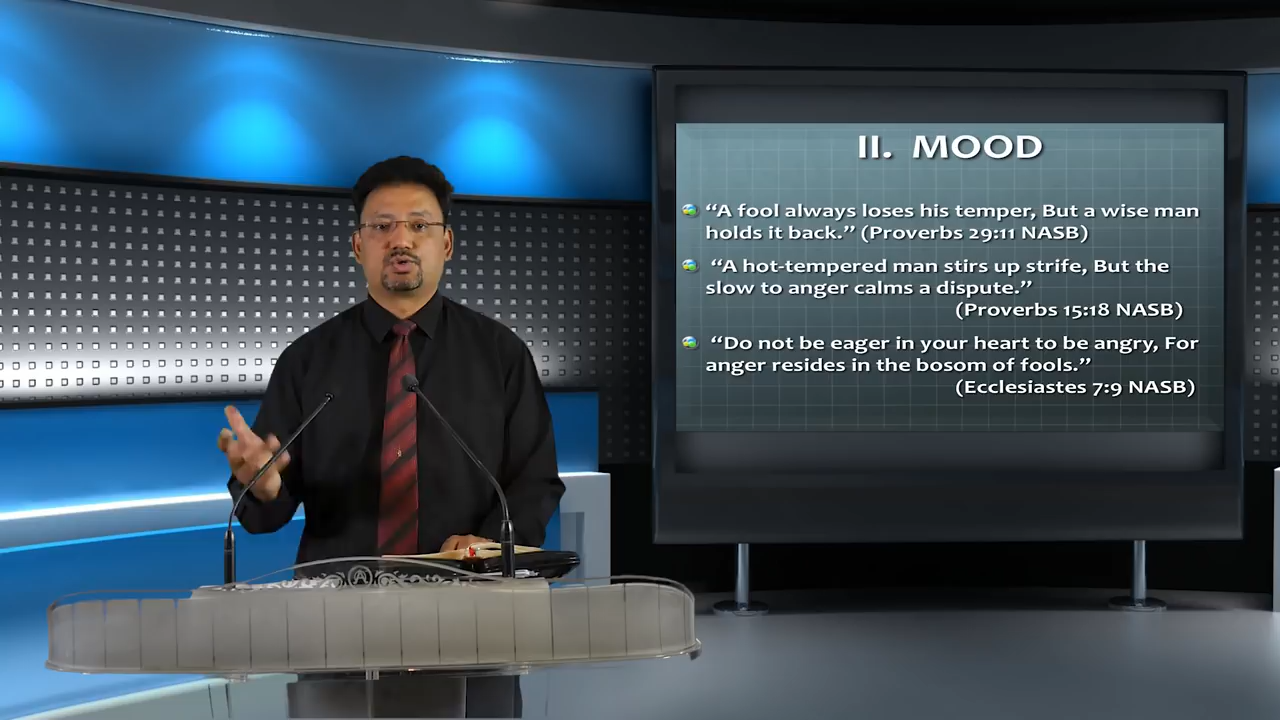 II. MOOD
“A fool always loses his temper, But a wise man
holds it back.” (Proverbs 29:11 NASB)
“A hot-tempered man stirs up strife, But the
slow to anger calms a dispute.”
(Proverbs 15:18 NASB)
“Do not be eager in your heart to be angry, For
anger resides in the bosom of fools.”
(Ecclesiastes 7:9 NASB)